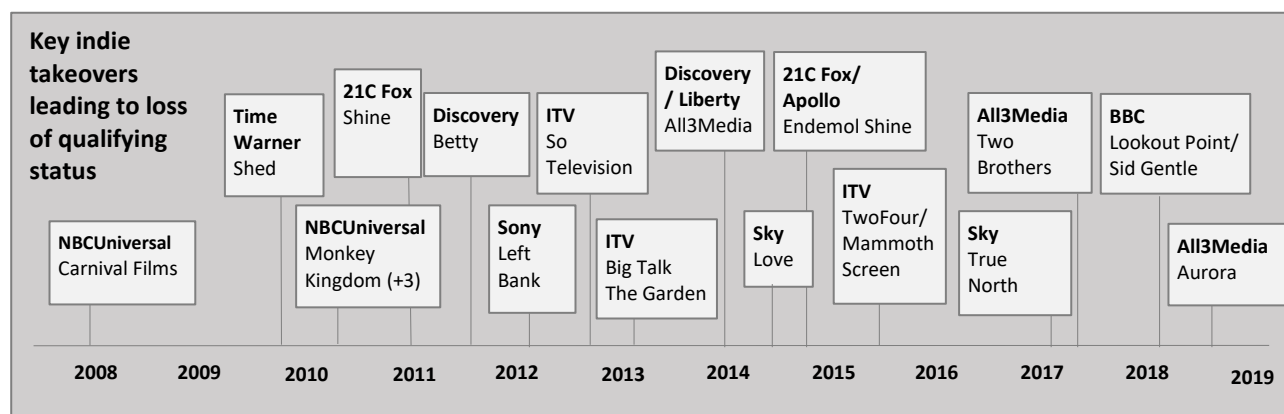 Key indie
takeovers
leading to loss
of qualifying
status
NBCUniversal
Carnival Films
Time
Warner
Shed
NBCUniversal
Monkey
Kingdom (+3)
21C Fox
Shine
Discovery
Betty
Sony
Left
Bank
ITV
So
Television
ITV
Big Talk
The Garden
Discovery
/ Liberty
All3Media
Sky
Love
21C Fox/
Apollo
Endemol Shine
ITV
TwoFour/
Mammoth
Screen
Sky
True
North
All3Media
Two
Brothers
BBC
Lookout Point/
Sid Gentle
All3Media
Aurora
2008 2009 2010 2011 2012 2013 2014 2015 2016 2017 2018 2019